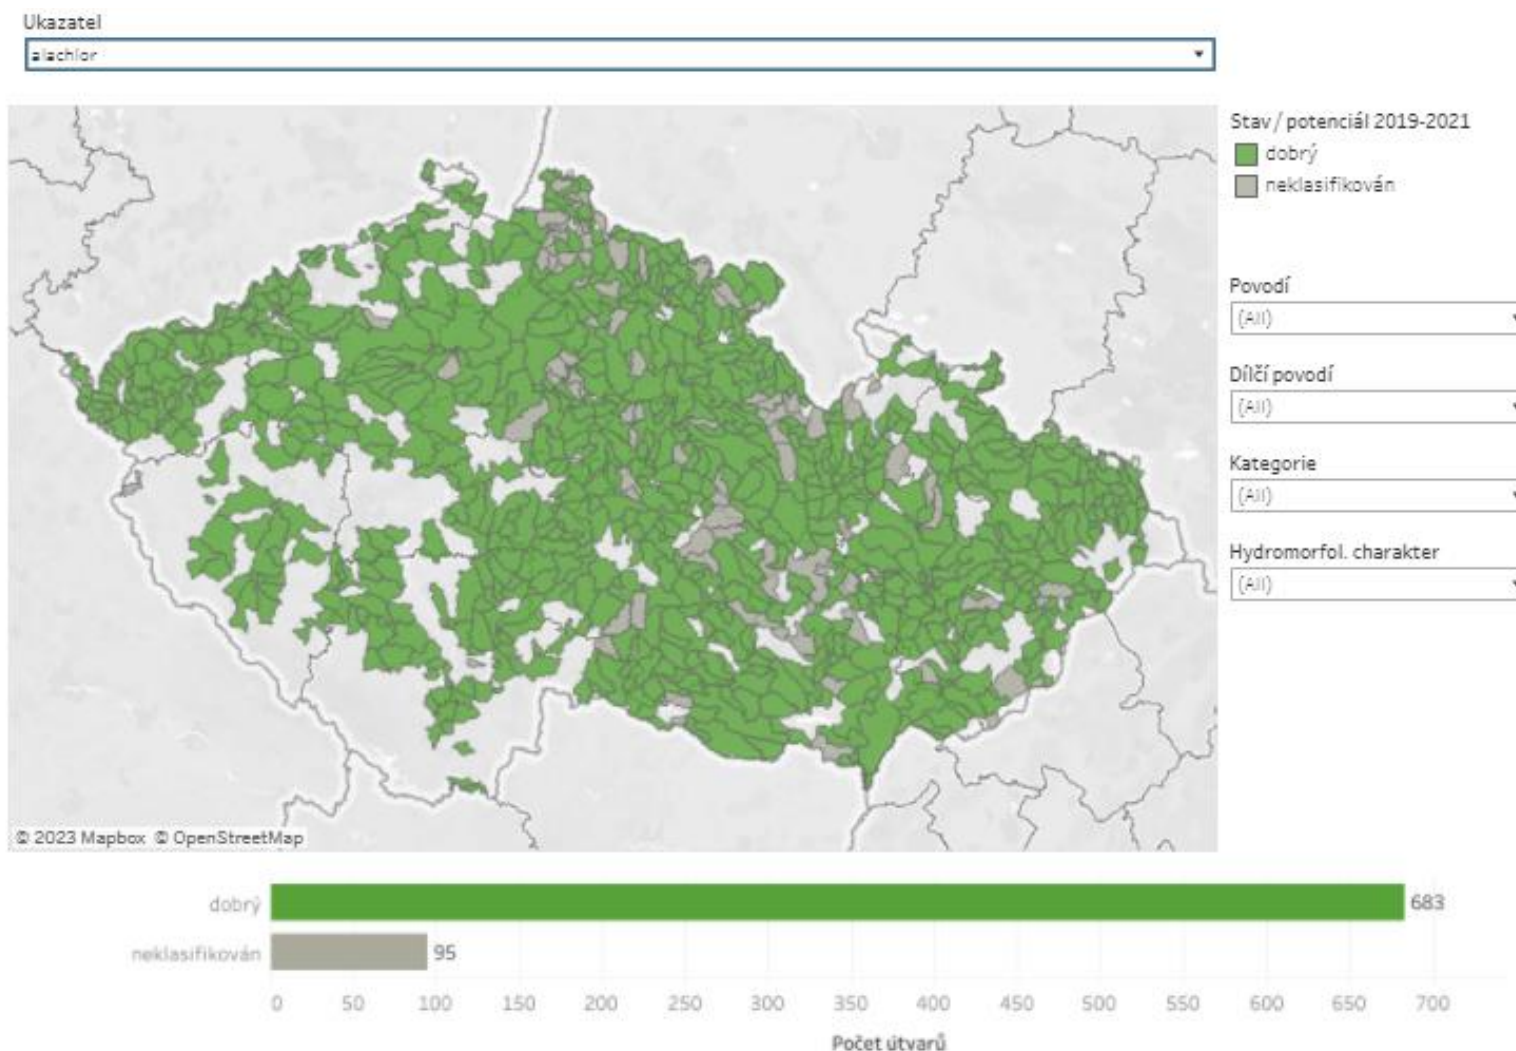 Ukazatel
alachlor
Stav / potenciál 2019-2021
dobrý
neklasifikován
Povodí
(All)
Dílčí povodí
(All)
Kategorie
(All)
Hydromorfol. charakter
(All)
© 2023 Mapbox © OpenStreetMap
dobrý 683
neklasifikován 95
0 50 100 150 200 250 300 350 400 450 500 550 600 650 700
Počet útvarů